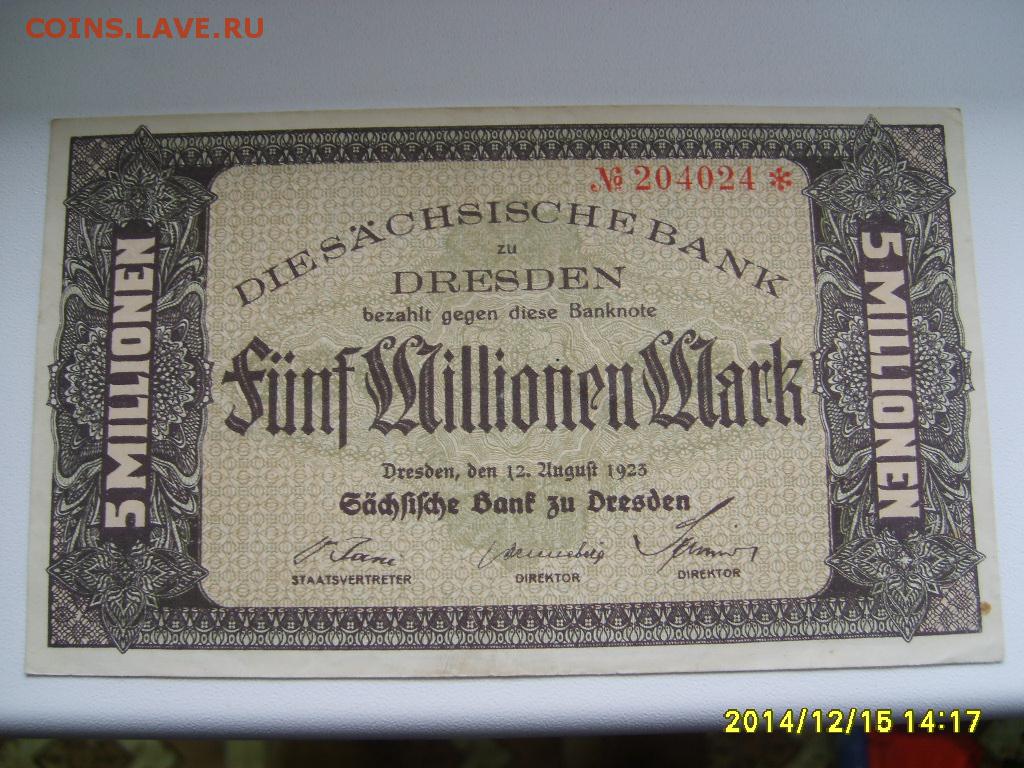 COINS.LAVE.RU
№ 204024 *
DIE SÄCHSISCHE BANK
zu
DRESDEN
bezahlt gegen diese Banknote
Fünf Millionen Mark
Dresden, den 12. August 1923
Sächsische Bank zu Dresden
STAATSVERTRETER
DIREKTOR
DIREKTOR
5 MILLIONEN
5 MILLIONEN
2014/12/15 14:17